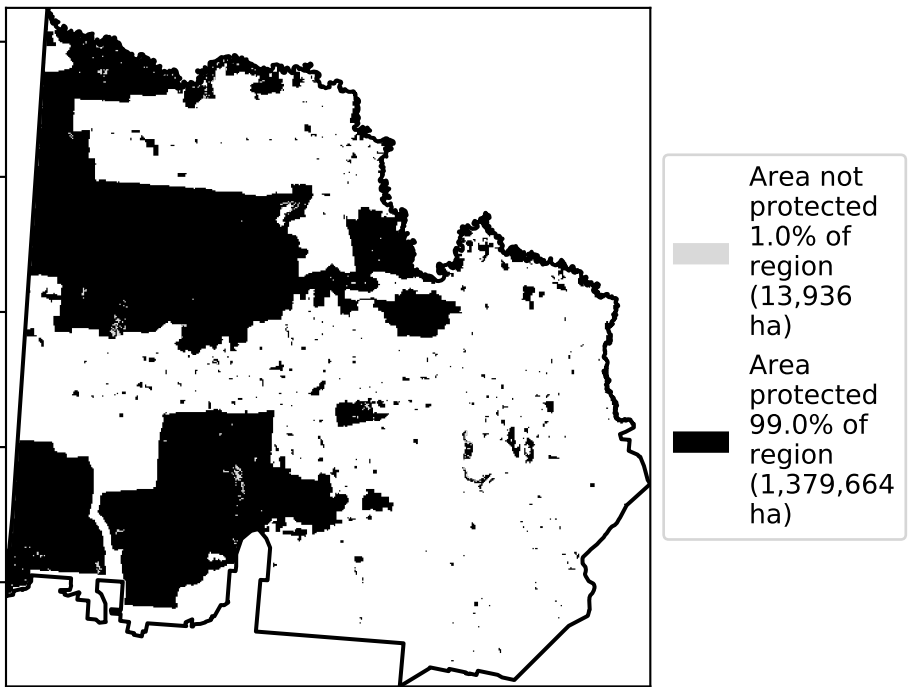 Area not
protected
1.0% of
region
(13,936
ha)
Area
protected
99.0% of
region
(1,379,664
ha)